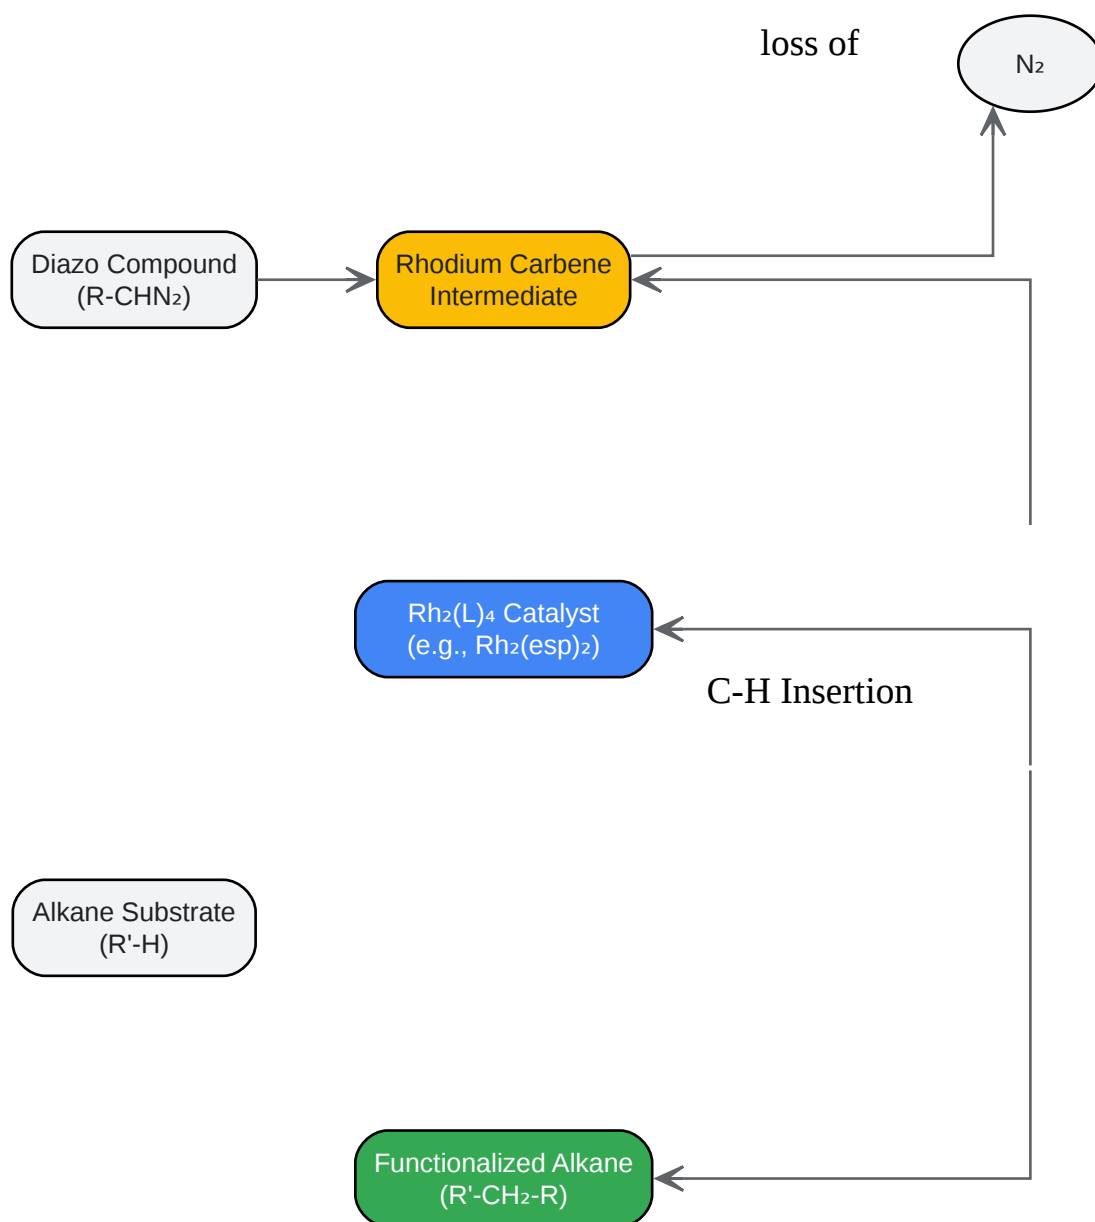 loss of
N₂
Diazo Compound
(R-CHN₂)
Rhodium Carbene
Intermediate
Rh₂(L)₄ Catalyst
(e.g., Rh₂(esp)₂)
C-H Insertion
Alkane Substrate
(R'-H)
Functionalized Alkane
(R'-CH₂-R)